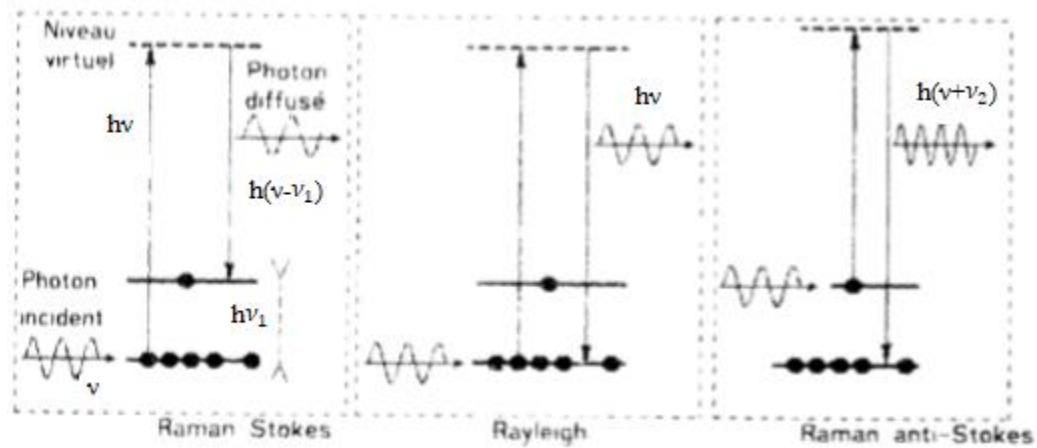 Niveau
virtuel
hν
Photon
diffusé
h(ν-ν₁)
Photon
incident
hν₁
ν
Raman Stokes
hν
Rayleigh
h(ν+ν₂)
Raman anti-Stokes